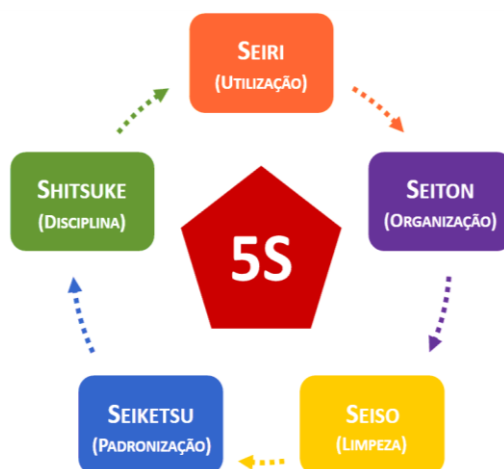 SEIRI
(UTILIZAÇÃO)
SHITSUKE
(DISCIPLINA)
5S
SEITON
(ORGANIZAÇÃO)
SEIKETSU
(PADRONIZAÇÃO)
SEISO
(LIMPEZA)